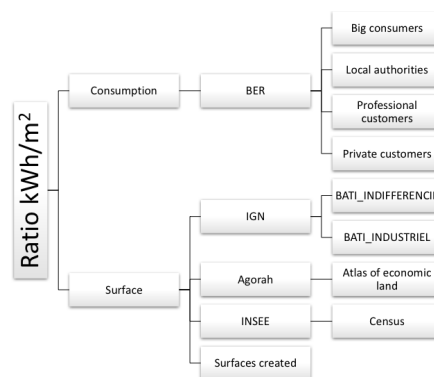 Ratio kWh/m²
Consumption
BER
Big consumers
Local authorities
Professional
customers
Private customers
Surface
IGN
BATI_INDIFFERENCIE
BATI_INDUSTRIEL
Agorah
Atlas of economic
land
INSEE
Census
Surfaces created